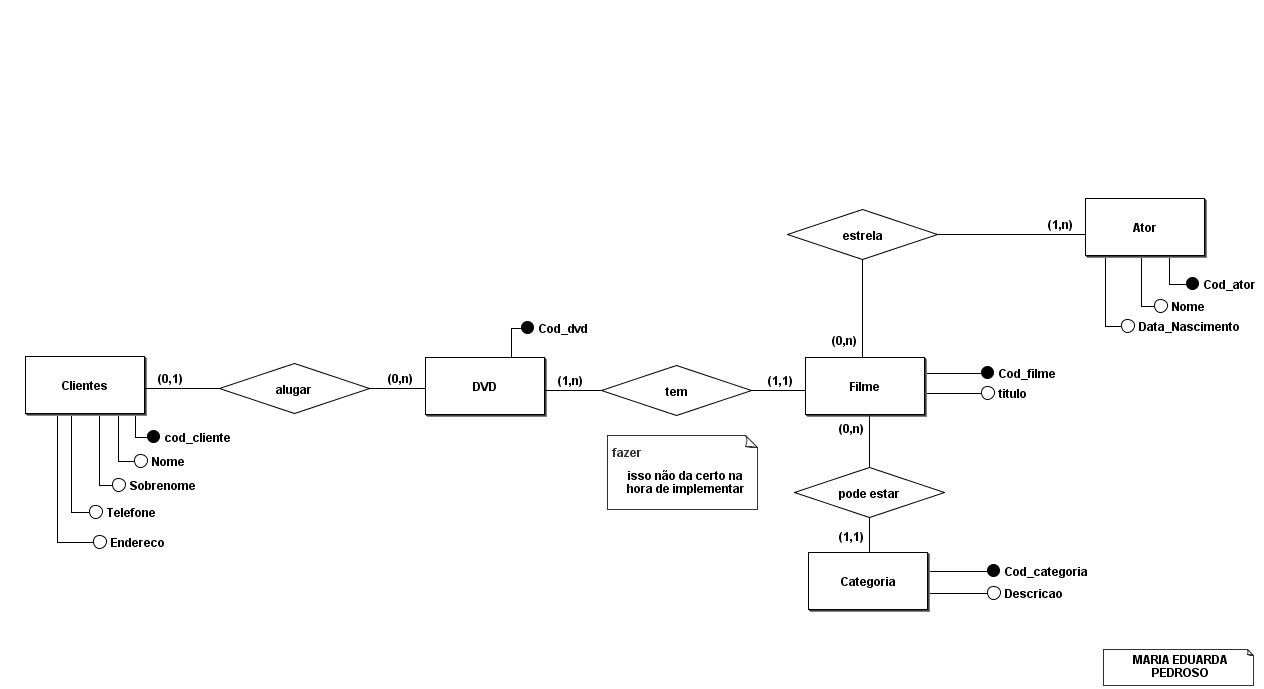 estrela
(1,n)
Ator
Cod_ator
Nome
Data_Nascimento
(0,n)
Cod_dvd
Clientes
(0,1)
alugar
(0,n)
DVD
(1,n)
tem
(1,1)
Filme
Cod_filme
titulo
cod_cliente
Nome
Sobrenome
Telefone
Endereco
fazer
isso não da certo na
hora de implementar
(0,n)
pode estar
(1,1)
Categoria
Cod_categoria
Descricao
MARIA EDUARDA
PEDROSO